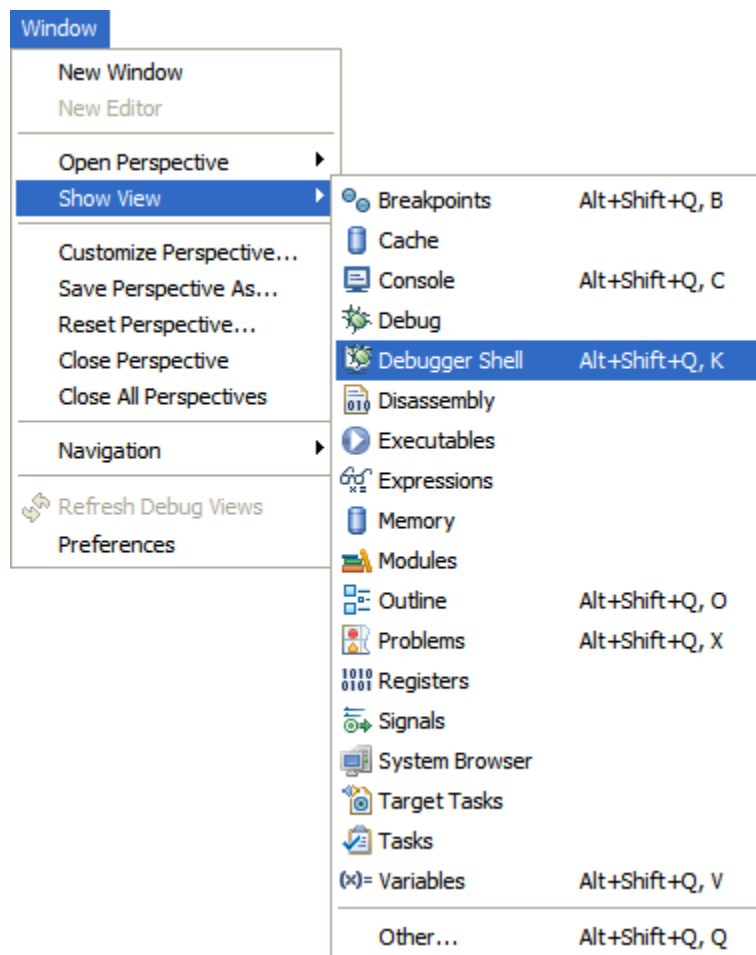 Window
New Window
New Editor
Open Perspective
Show View
Customize Perspective...
Save Perspective As...
Reset Perspective...
Close Perspective
Close All Perspectives
Navigation
Refresh Debug Views
Preferences
Breakpoints Alt+Shift+Q, B
Cache
Console Alt+Shift+Q, C
Debug
Debugger Shell Alt+Shift+Q, K
Disassembly
Executables
Expressions
Memory
Modules
Outline Alt+Shift+Q, O
Problems Alt+Shift+Q, X
Registers
Signals
System Browser
Target Tasks
Tasks
(x)= Variables Alt+Shift+Q, V
Other... Alt+Shift+Q, Q